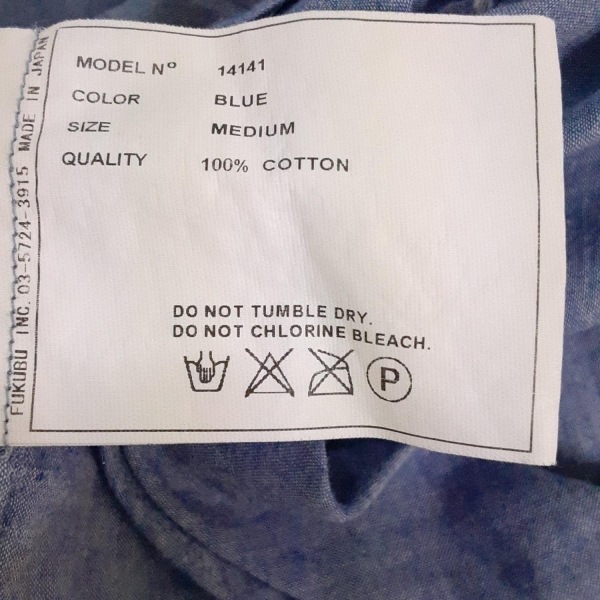 MODEL Nº 14141
COLOR BLUE
SIZE MEDIUM
QUALITY 100% COTTON
DO NOT TUMBLE DRY.
DO NOT CHLORINE BLEACH.
P
FUKUBU INC. 03-5724-3915 MADE IN JAPAN